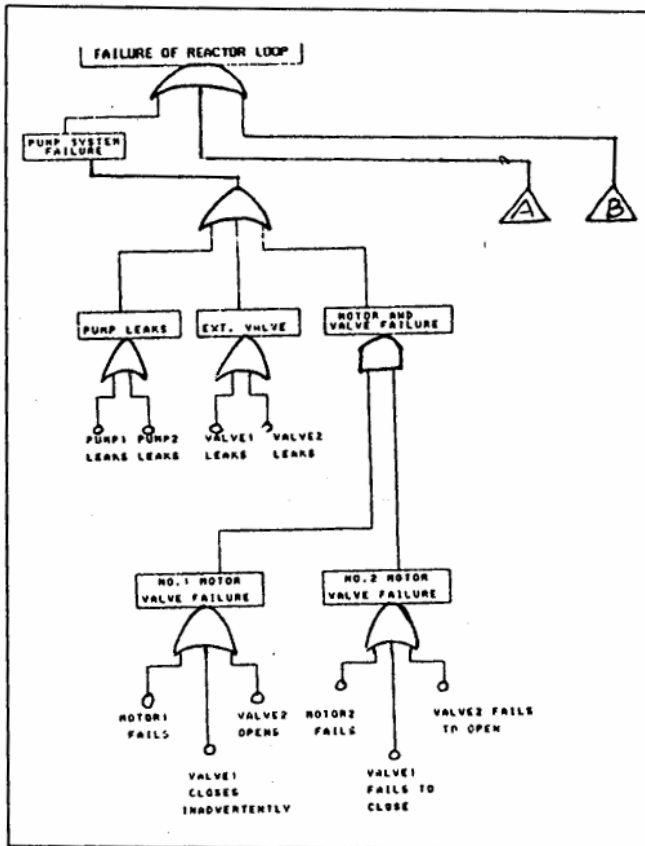 FAILURE OF REACTOR LOOP
PUMP SYSTEM
FAILURE
A
B
PUMP LEAKS
EXT. VALVE
MOTOR AND
VALVE FAILURE
PUMP1
LEAKS
PUMP2
LEAKS
VALVE1
LEAKS
VALVE2
LEAKS
NO.1 MOTOR
VALVE FAILURE
NO.2 MOTOR
VALVE FAILURE
MOTOR1
FAILS
VALVE2
OPENS
MOTOR2
FAILS
VALVE2 FAILS
TO OPEN
VALVE1
CLOSES
INADVERTENTLY
VALVE1
FAILS TO
CLOSE